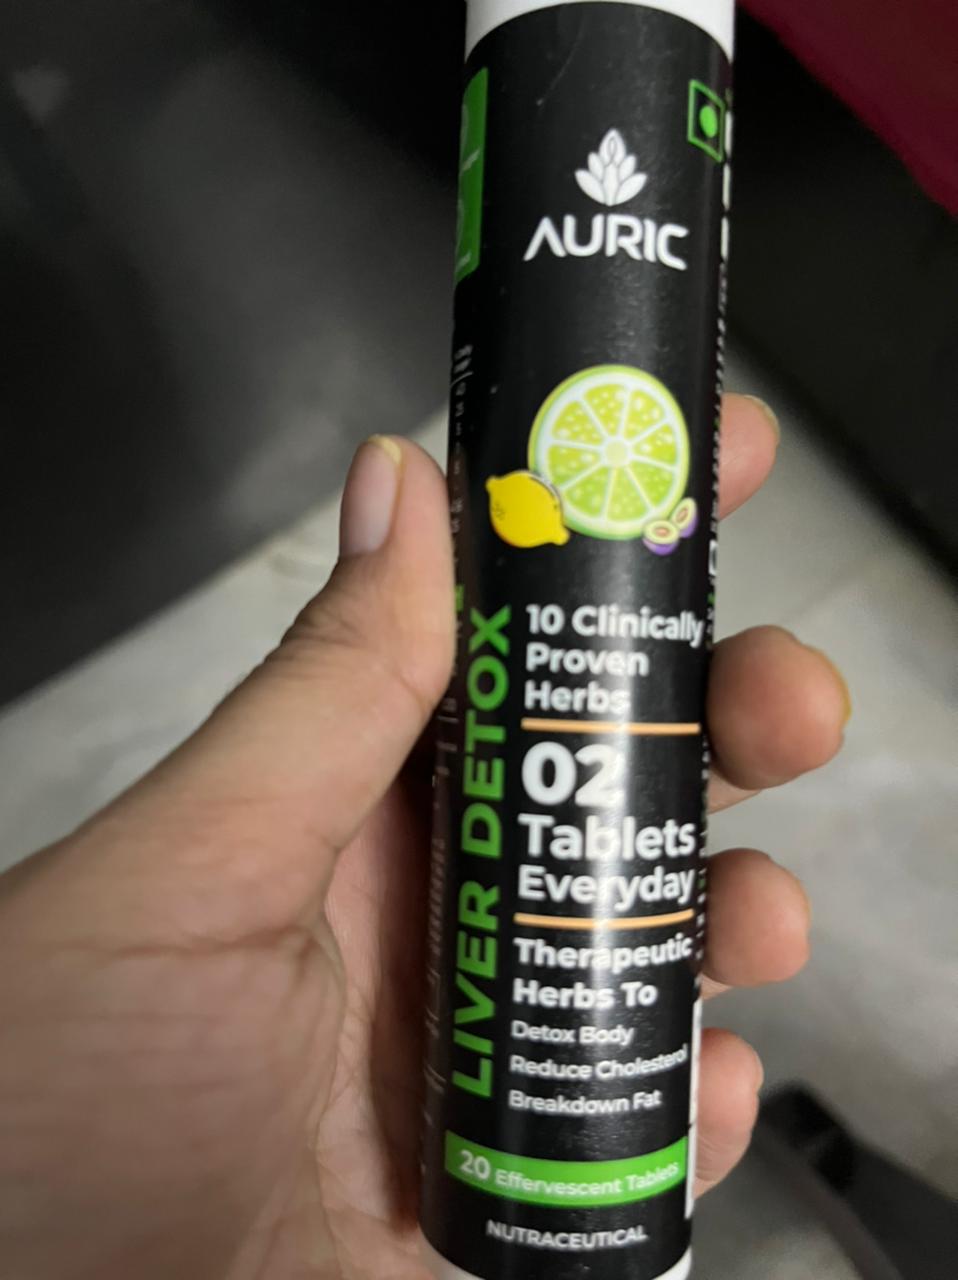 AURIC
LIVER DETOX
10 Clinically
Proven
Herbs
02
Tablets
Everyday
Therapeutic
Herbs To
Detox Body
Reduce Cholesterol
Breakdown Fat
20 Effervescent Tablets
NUTRACEUTICAL